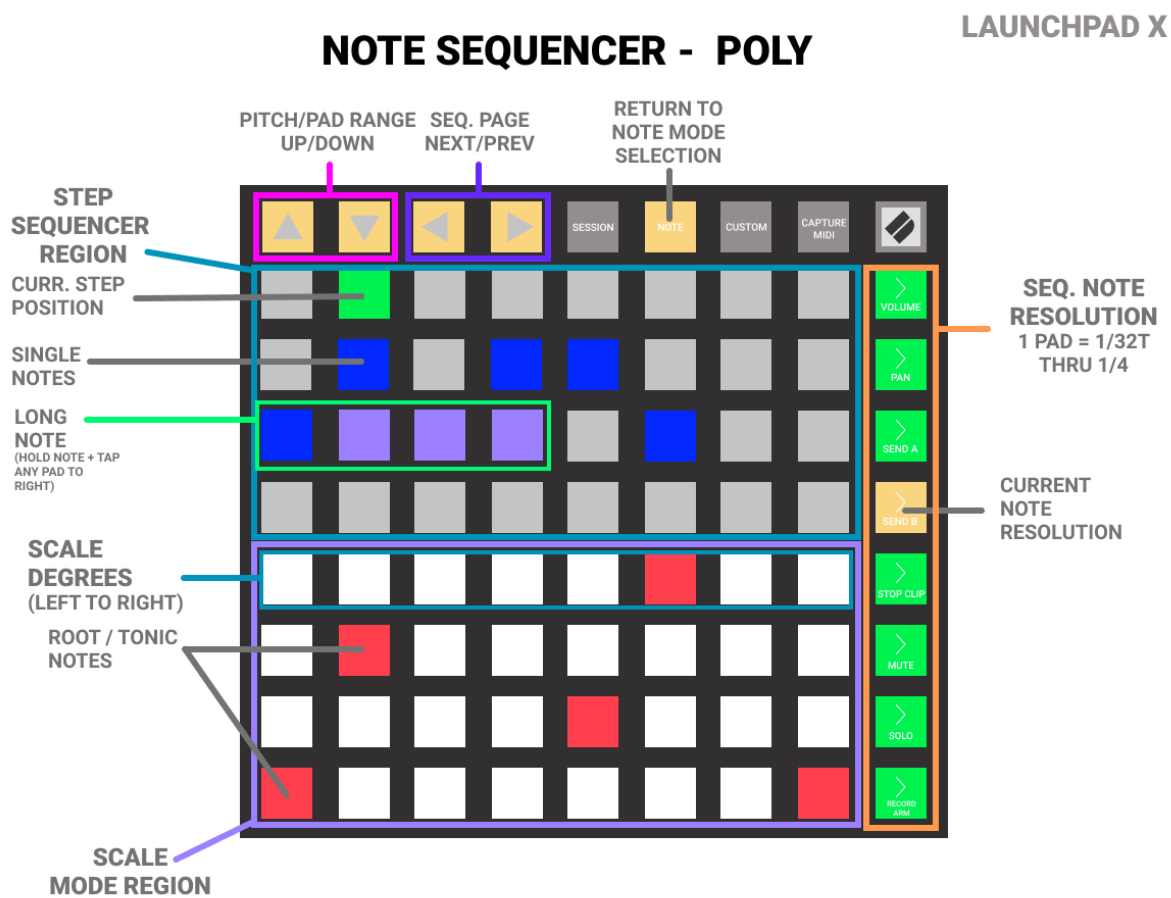 LAUNCHPAD X
NOTE SEQUENCER - POLY
PITCH/PAD RANGE
UP/DOWN
SEQ. PAGE
NEXT/PREV
RETURN TO
NOTE MODE
SELECTION
STEP
SEQUENCER
REGION
SESSION
NOTE
CUSTOM
CAPTURE
MIDI
CURR. STEP
POSITION
VOLUME
SEQ. NOTE
RESOLUTION
1 PAD = 1/32T
THRU 1/4
SINGLE
NOTES
PAN
LONG
NOTE
(HOLD NOTE + TAP
ANY PAD TO
RIGHT)
SEND A
SEND B
CURRENT
NOTE
RESOLUTION
SCALE
DEGREES
(LEFT TO RIGHT)
STOP CLIP
ROOT / TONIC
NOTES
MUTE
SOLO
RECORD
ARM
SCALE
MODE REGION